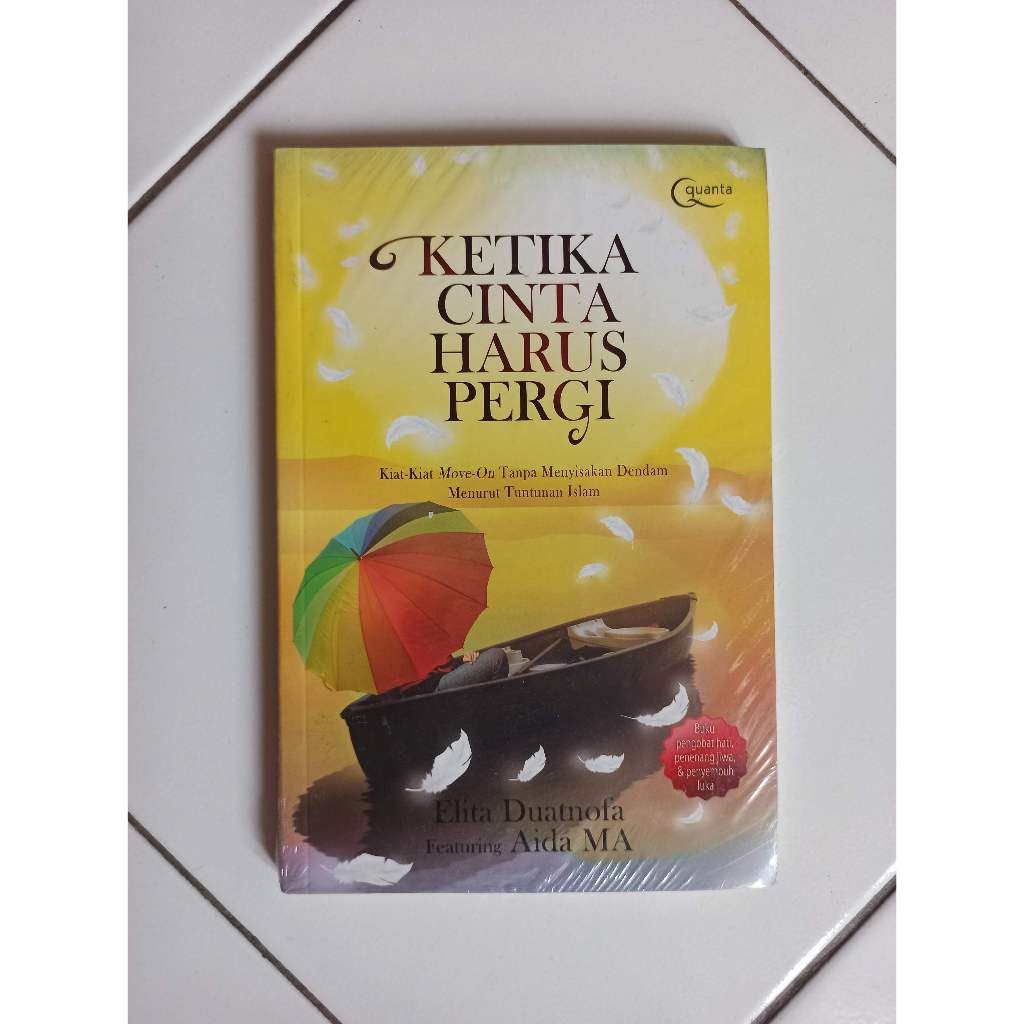 quanta
KETIKA
CINTA
HARUS
PERGI
Kiat-Kiat Move-On Tanpa Menyisakan Dendam
Menurut Tuntunan Islam
Buku
pengobat hati,
penenang jiwa,
& penyembuh
luka
Elita Duatnofa
Featuring Aida MA